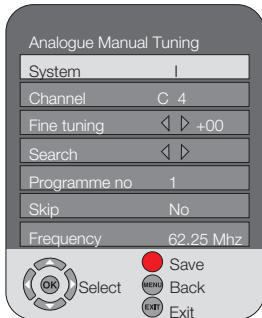 Analogue Manual Tuning
System I
Channel C 4
Fine tuning +00
Search
Programme no 1
Skip No
Frequency 62.25 Mhz
Save
OK Select MENU Back
EXIT Exit